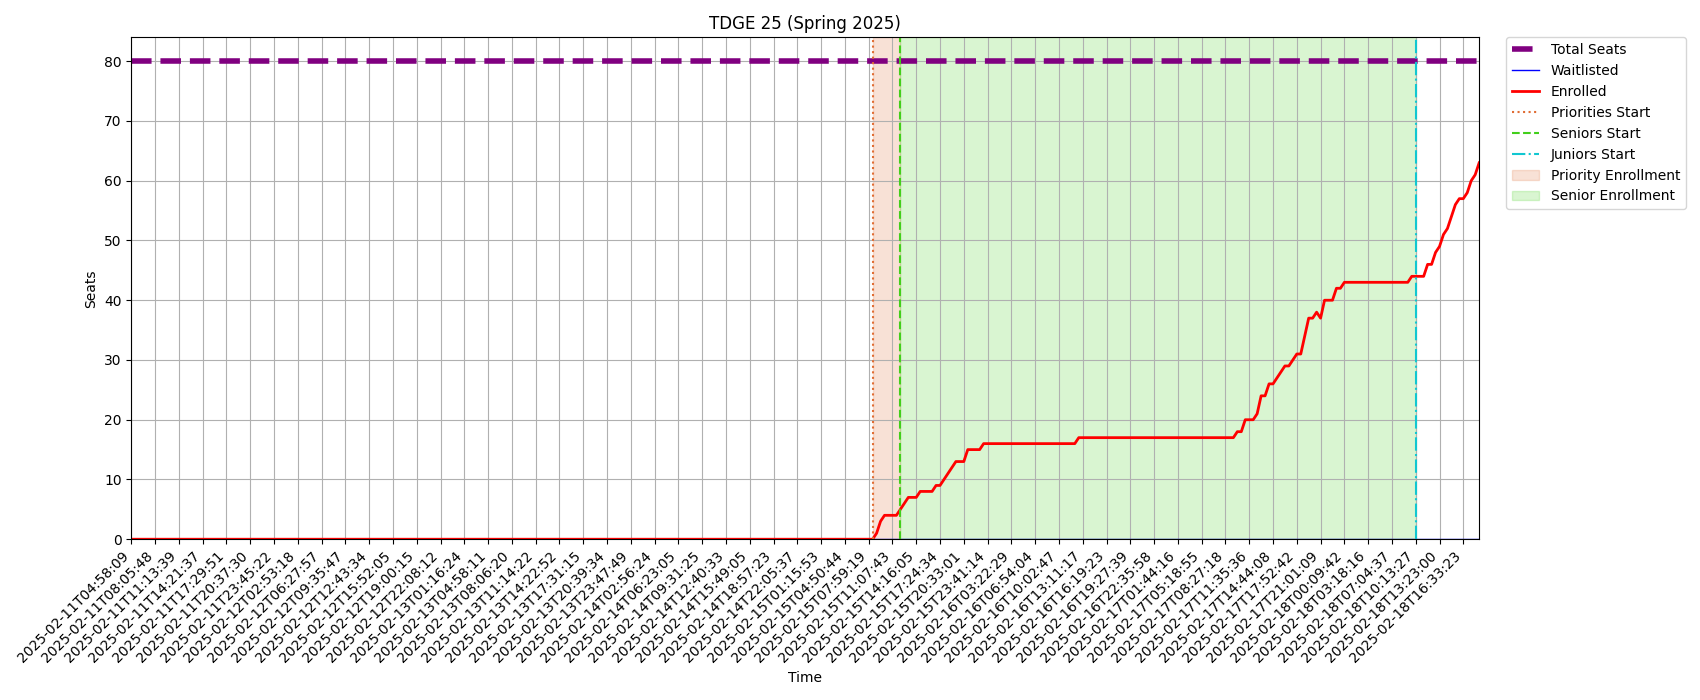 TDGE 25 (Spring 2025)
Total Seats
Waitlisted
Enrolled
Priorities Start
Seniors Start
Juniors Start
Priority Enrollment
Senior Enrollment
Seats
80
70
60
50
40
30
20
10
0
2025-02-11T04:58:09
2025-02-11T08:05:48
2025-02-11T11:13:39
2025-02-11T14:21:37
2025-02-11T17:29:51
2025-02-11T20:37:30
2025-02-11T23:45:22
2025-02-12T02:53:18
2025-02-12T06:27:57
2025-02-12T09:35:47
2025-02-12T12:43:34
2025-02-12T15:52:05
2025-02-12T19:00:15
2025-02-12T22:08:12
2025-02-13T01:16:24
2025-02-13T04:58:11
2025-02-13T08:06:20
2025-02-13T11:14:22
2025-02-13T14:22:52
2025-02-13T17:31:15
2025-02-13T20:39:34
2025-02-13T23:47:49
2025-02-14T02:56:24
2025-02-14T06:23:05
2025-02-14T09:31:25
2025-02-14T12:40:33
2025-02-14T15:49:05
2025-02-14T18:57:23
2025-02-14T22:05:37
2025-02-15T01:15:53
2025-02-15T04:50:44
2025-02-15T07:59:19
2025-02-15T11:07:43
2025-02-15T14:16:05
2025-02-15T17:24:34
2025-02-15T20:33:01
2025-02-15T23:41:14
2025-02-16T03:22:29
2025-02-16T06:54:04
2025-02-16T10:02:47
2025-02-16T13:11:17
2025-02-16T16:19:23
2025-02-16T19:27:39
2025-02-16T22:35:58
2025-02-17T01:44:16
2025-02-17T05:18:55
2025-02-17T08:27:18
2025-02-17T11:35:36
2025-02-17T14:44:08
2025-02-17T17:52:42
2025-02-17T21:01:09
2025-02-18T00:09:42
2025-02-18T03:18:16
2025-02-18T07:04:37
2025-02-18T10:13:27
2025-02-18T13:23:00
2025-02-18T16:33:23
Time